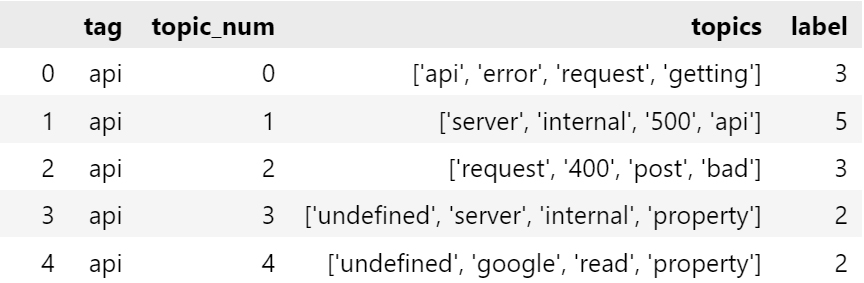 tag topic_num topics label
0 api 0 ['api', 'error', 'request', 'getting'] 3
1 api 1 ['server', 'internal', '500', 'api'] 5
2 api 2 ['request', '400', 'post', 'bad'] 3
3 api 3 ['undefined', 'server', 'internal', 'property'] 2
4 api 4 ['undefined', 'google', 'read', 'property'] 2